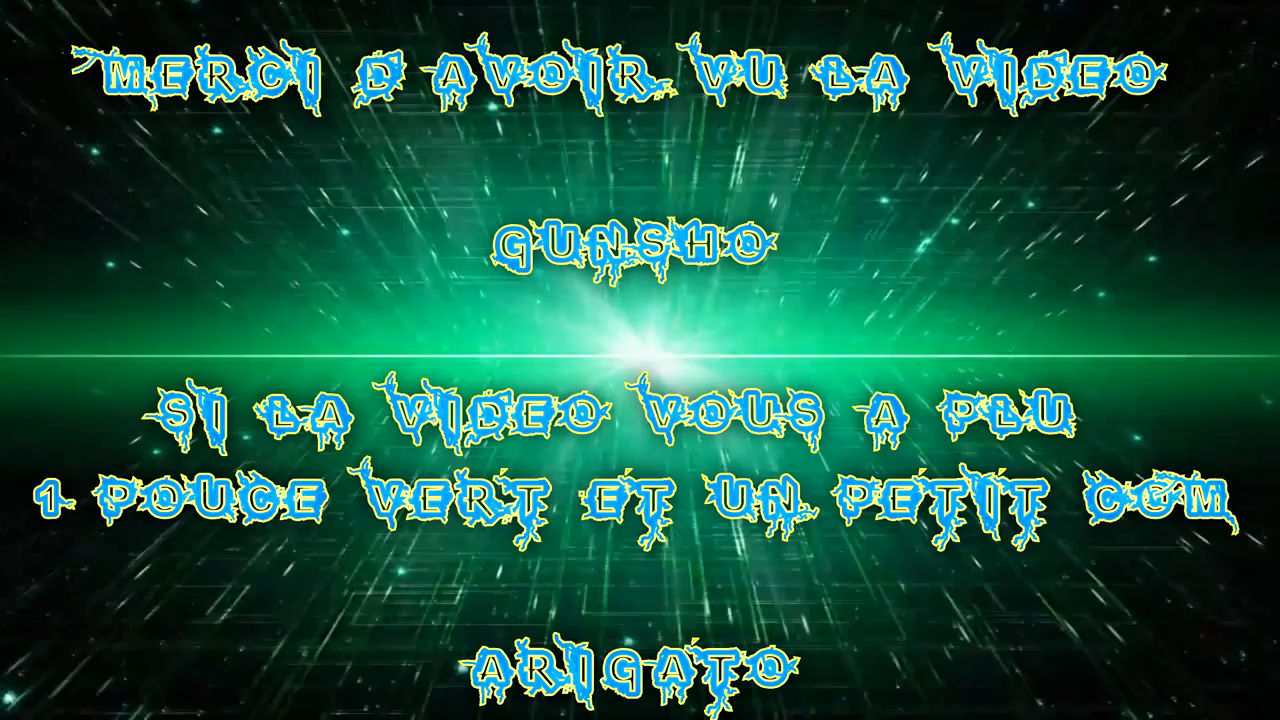 MERCI D AVOIR VU LA VIDEO
GUNSHO
SI LA VIDEO VOUS A PLU
1 POUCE VERT ET UN PETIT COM
ARIGATO